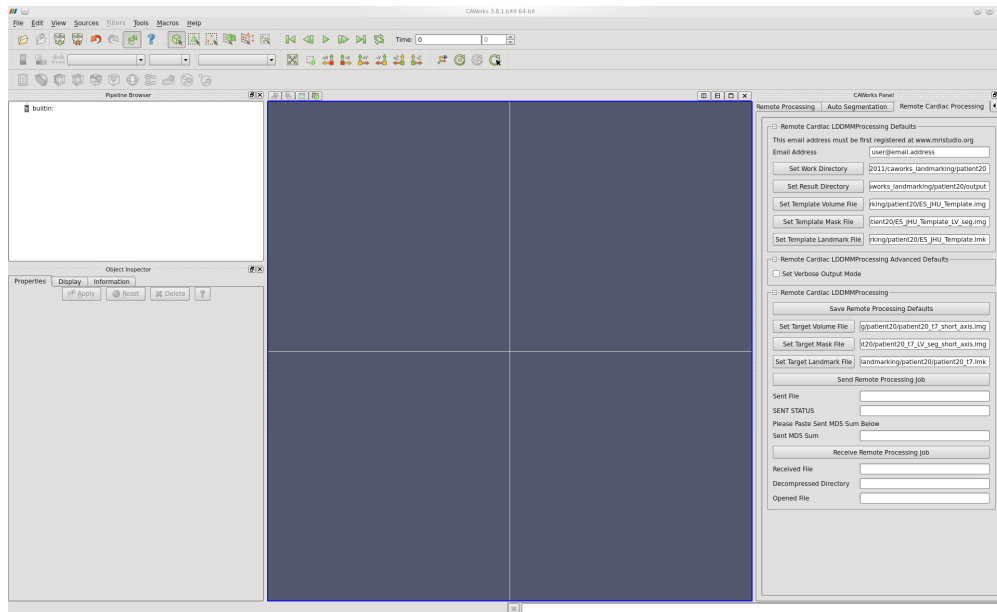 CAWorks 3.8.1.b49 64-bit
File Edit View Sources Filters Tools Macros Help
Time: 0 0
Pipeline Browser
builtin:
Object Inspector
Properties Display Information
Apply Reset Delete ?
CAWorks Panel
Remote Processing Auto Segmentation Remote Cardiac Processing
Remote Cardiac LDDMMProcessing Defaults
This email address must be first registered at www.mristudio.org
Email Address user@email.address
Set Work Directory 2011/caworks_landmarking/patient20
Set Result Directory aworks_landmarking/patient20/output
Set Template Volume File rking/patient20/ES_JHU_Template.img
Set Template Mask File tient20/ES_JHU_Template_LV_seg.img
Set Template Landmark File rking/patient20/ES_JHU_Template.lmk
Remote Cardiac LDDMMProcessing Advanced Defaults
Set Verbose Output Mode
Remote Cardiac LDDMMProcessing
Save Remote Processing Defaults
Set Target Volume File g/patient20/patient20_t7_short_axis.img
Set Target Mask File t20/patient20_t7_LV_seg_short_axis.img
Set Target Landmark File landmarking/patient20/patient20_t7.lmk
Send Remote Processing Job
Sent File
SENT STATUS
Please Paste Sent MD5 Sum Below
Sent MD5 Sum
Receive Remote Processing Job
Received File
Decompressed Directory
Opened File